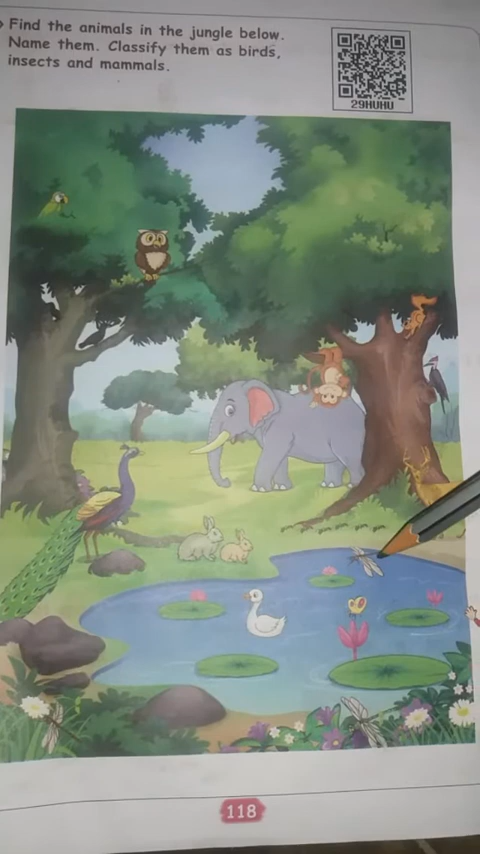 Find the animals in the jungle below.
Name them. Classify them as birds,
insects and mammals.
29HUHU
118